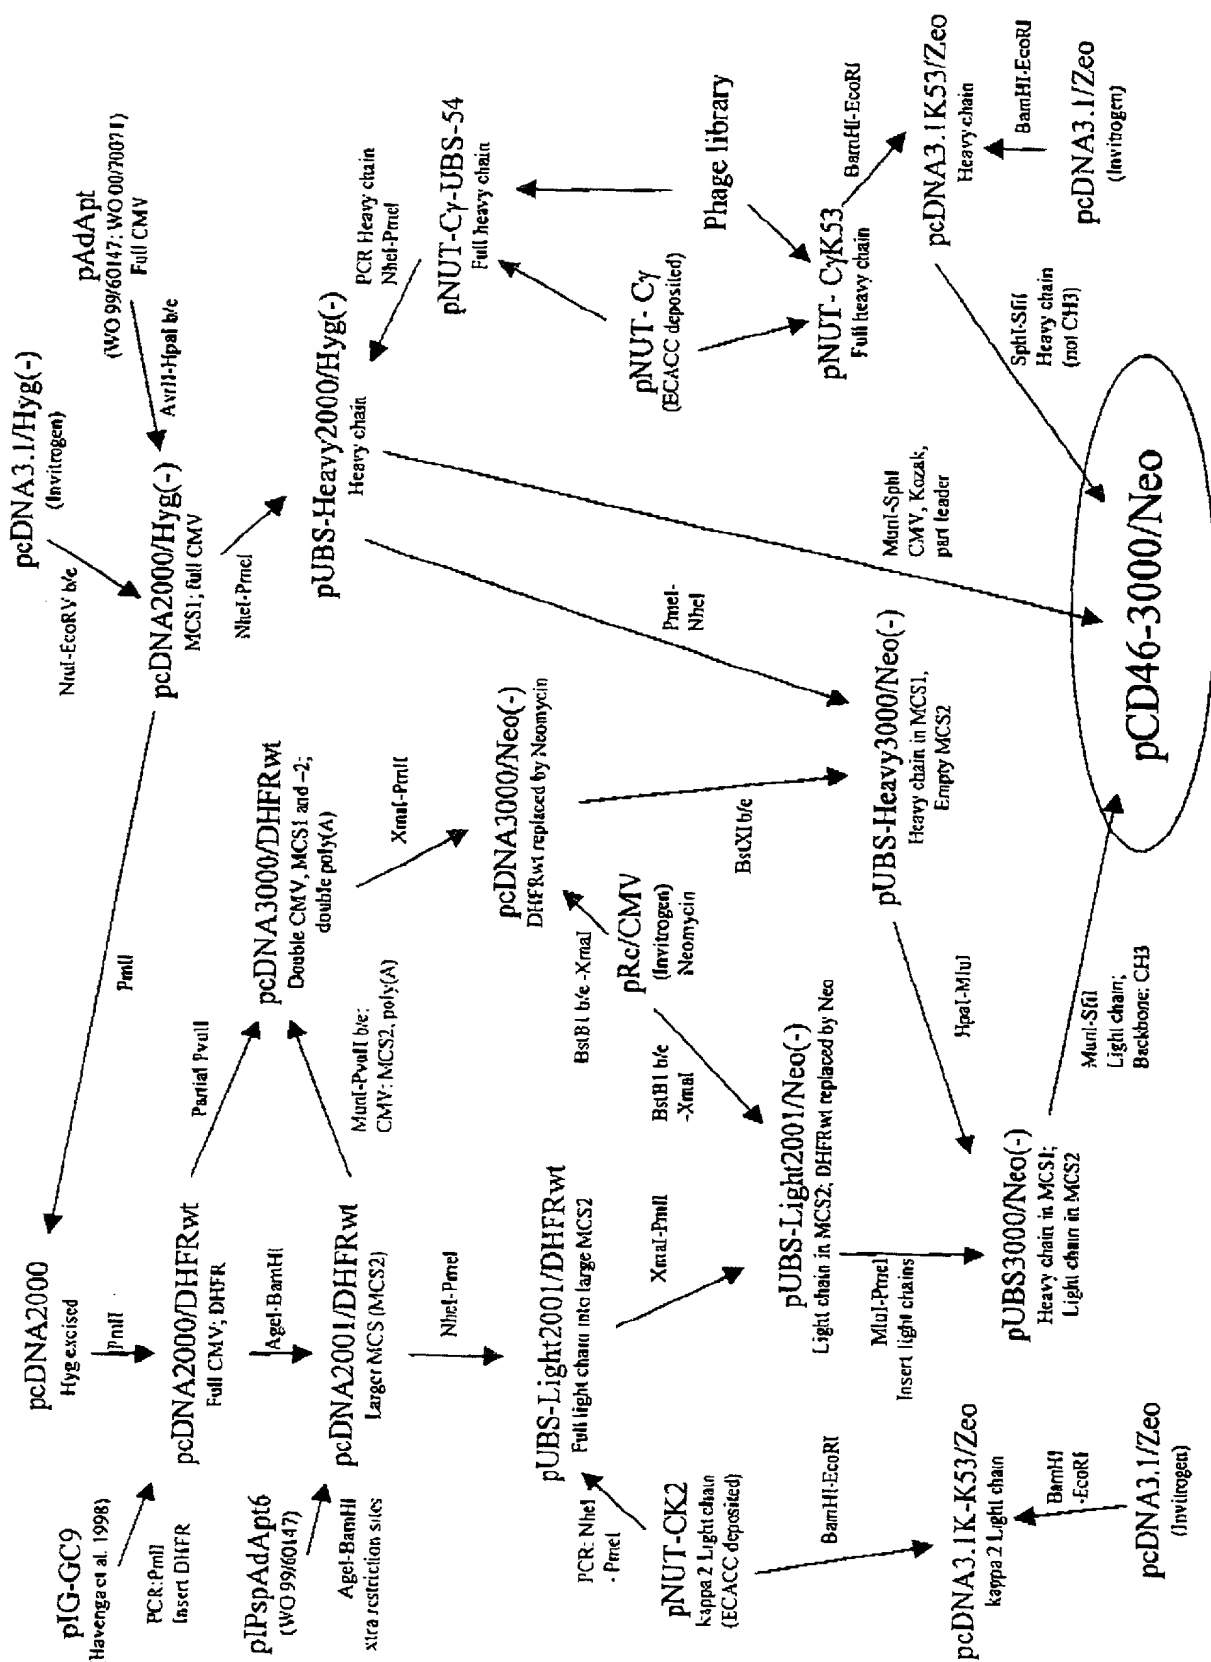 pIG-GC9
Havenga et al. 1998)
PCR:PmlI
Insert DHFR
pcDNA2000
Hyg excised
PmlI
PmlI
pcDNA3.1/Hyg(-)
(Invitrogen)
NruI-EcoRV b/e
pAdApt
(WO 99/60147; WO 00/70071)
Full CMV
AvrII-HpaI b/e
pcDNA2000/Hyg(-)
MCS1; full CMV
pcDNA2000/DHFRwt
Full CMV; DHFR
Partial PvuII
NheI-PmeI
pIPspAdApt6
(WO 99/60147)
AgeI-BamHI
xtra restriction sites
AgeI-BamHI
pcDNA2001/DHFRwt
Larger MCS (MCS2)
MunI-PvuII b/e;
CMV; MCS2, poly(A)
pcDNA3000/DHFRwt
Double CMV, MCS1 and -2;
double poly(A)
pUBS-Heavy2000/Hyg(-)
Heavy chain
PCR Heavy chain
NheI-PmeI
pNUT-Cγ-UBS-54
Full heavy chain
NheI-PmeI
XmaI-PmlI
pcDNA3000/Neo(-)
DHFRwt replaced by Neomycin
pUBS-Light2001/DHFRwt
Full light chain into large MCS2
PCR: NheI
- PmeI
BstB1 b/e -XmaI
pRc/CMV
(Invitrogen)
Neomycin
BstB1 b/e
-XmaI
pNUT-Cγ
(ECACC deposited)
Phage library
pNUT-CK2
kappa 2 Light chain
(ECACC deposited)
XmaI-PmlI
PmeI-
NheI
BstXI b/e
pUBS-Light2001/Neo(-)
Light chain in MCS2; DHFRwt replaced by Neo
pNUT- CγK53
Full heavy chain
BamHI-EcoRI
BamHI-EcoRI
MluI-PmeI
Insert light chains
pUBS-Heavy3000/Neo(-)
Heavy chain in MCS1,
Empty MCS2
MunI-SphI
CMV, Kozak,
part leader
pcDNA3.1K53/Zeo
Heavy chain
HpaI-MluI
SphI-SfiI
Heavy chain
(not CH3)
BamHI-EcoRI
pcDNA3.1/Zeo
(Invitrogen)
pcDNA3.1K-K53/Zeo
kappa 2 Light chain
BamHI
-EcoRI
pUBS3000/Neo(-)
Heavy chain in MCS1;
Light chain in MCS2
MunI-SfiI
Light chain;
Backbone; CH3
pcDNA3.1/Zeo
(Invitrogen)
pCD46-3000/Neo